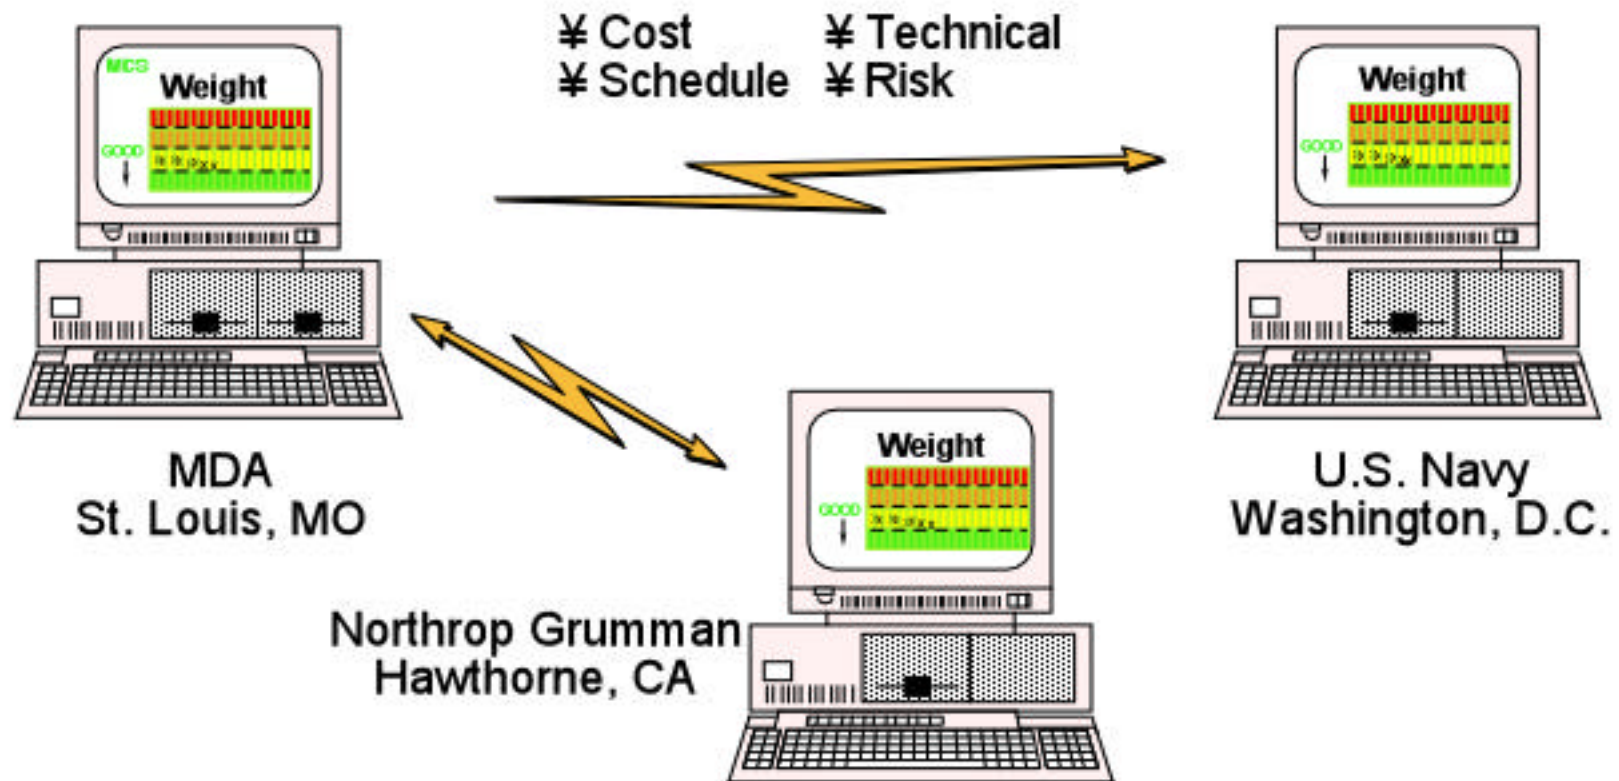 ¥ Cost ¥ Technical
¥ Schedule ¥ Risk
MCS
Weight
GOOD
MDA
St. Louis, MO
Weight
GOOD
U.S. Navy
Washington, D.C.
Weight
GOOD
Northrop Grumman
Hawthorne, CA